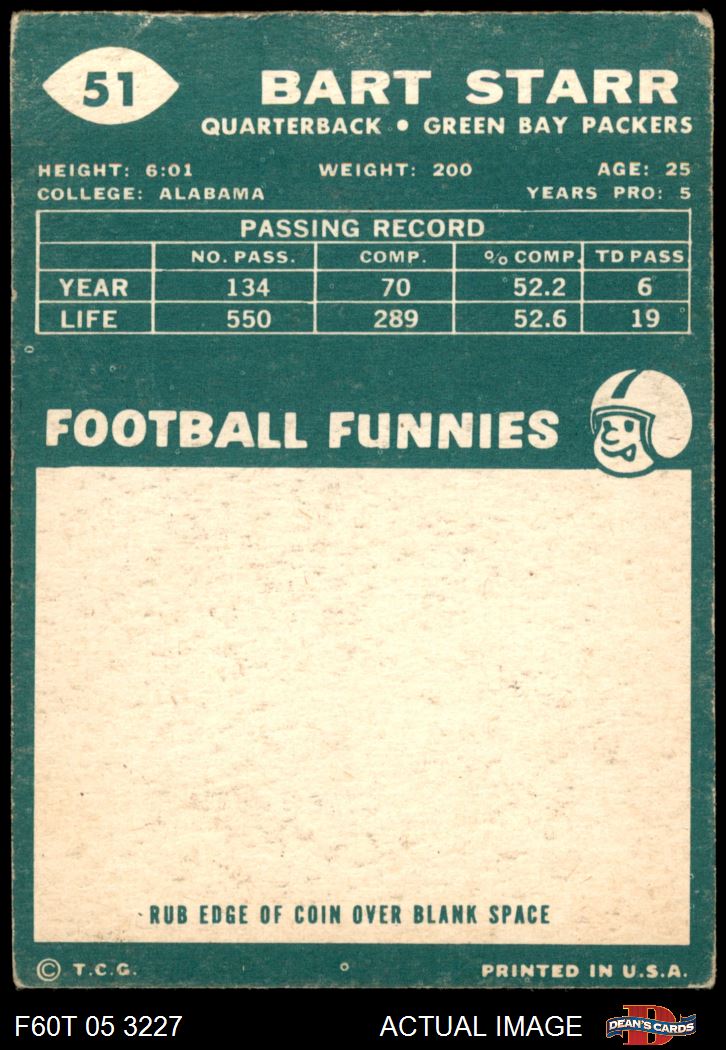 51
BART STARR
QUARTERBACK • GREEN BAY PACKERS
HEIGHT: 6:01 WEIGHT: 200 AGE: 25
COLLEGE: ALABAMA YEARS PRO: 5
PASSING RECORD
NO. PASS. COMP. % COMP. TD PASS
YEAR 134 70 52.2 6
LIFE 550 289 52.6 19
FOOTBALL FUNNIES
RUB EDGE OF COIN OVER BLANK SPACE
© T.C.G. PRINTED IN U.S.A.
F60T 05 3227 ACTUAL IMAGE D DEAN'S CARDS